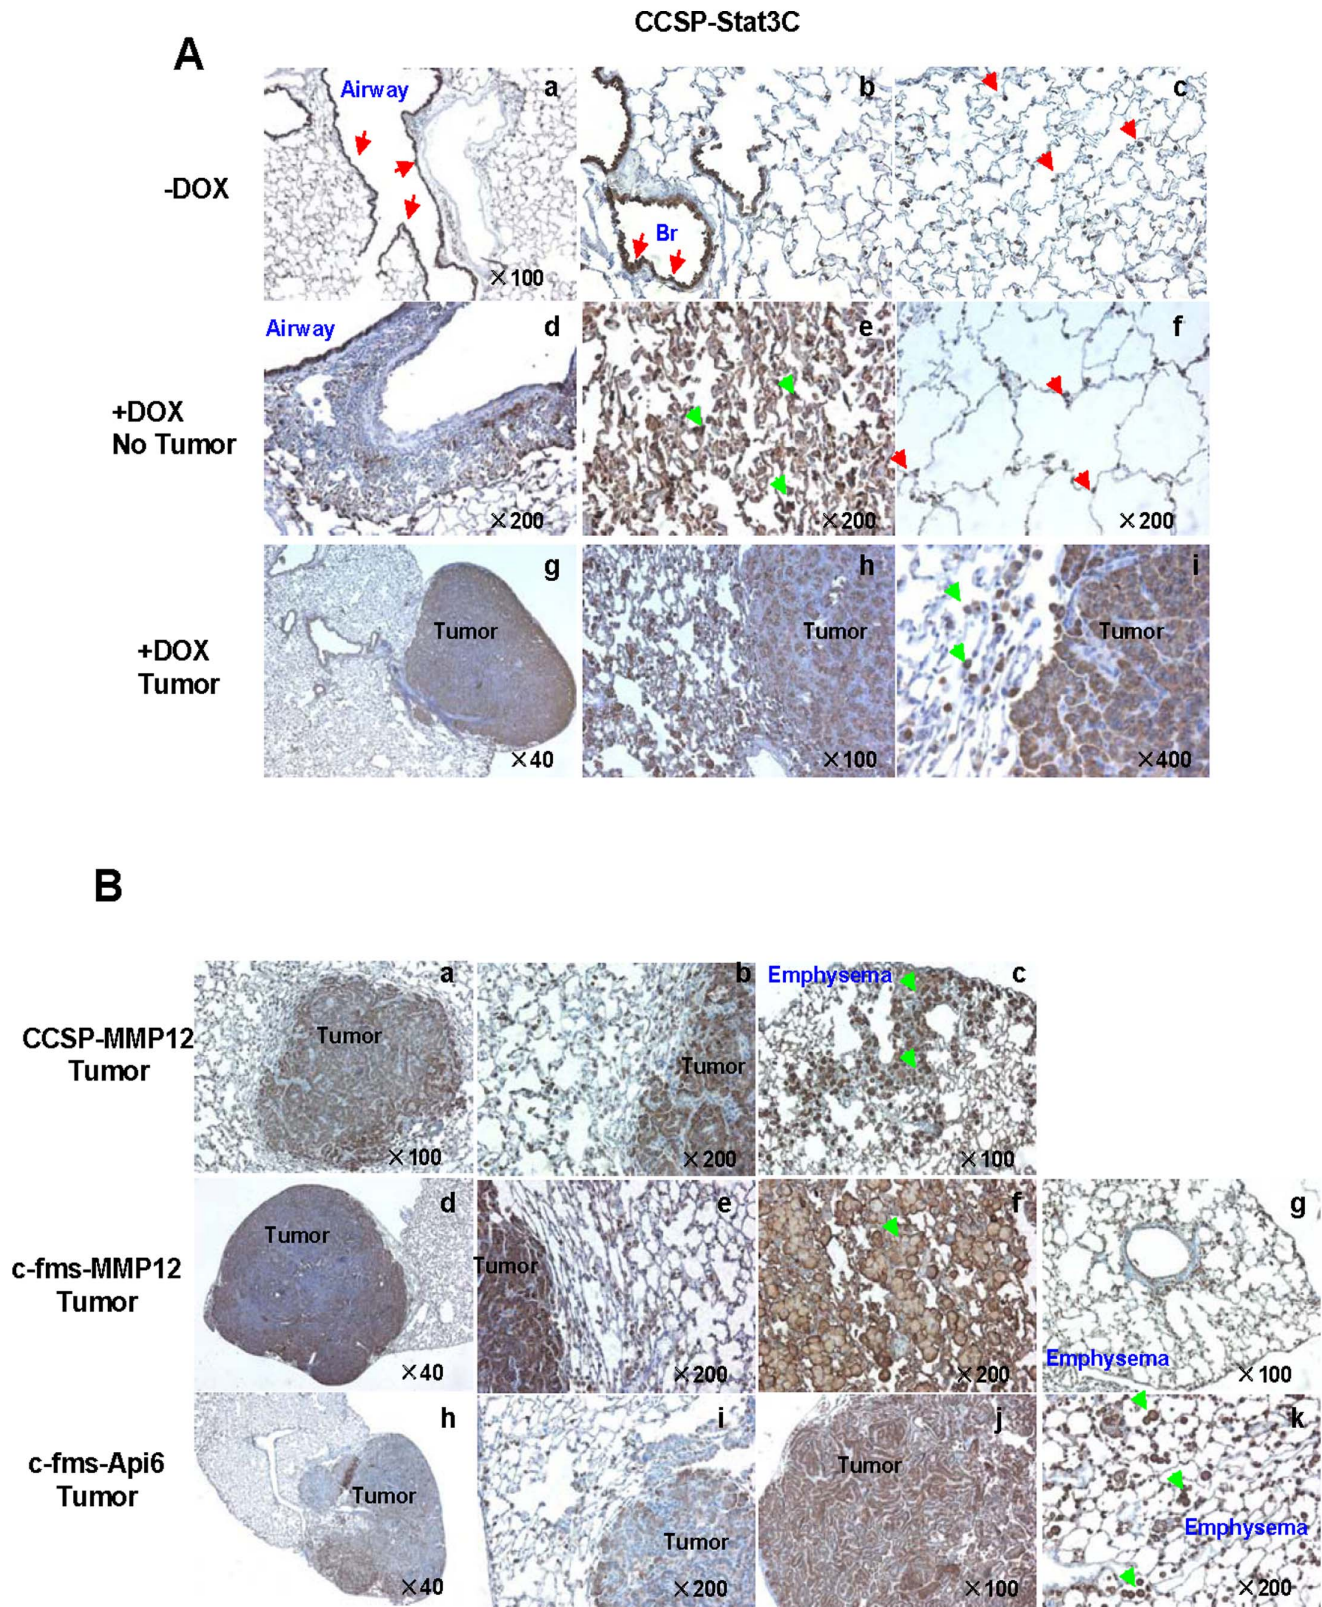 CCSP-Stat3C
A
Airway
a
b
c
-DOX
Br
×100
Airway
d
e
f
+DOX
No Tumor
×200
×200
×200
g
h
i
Tumor
Tumor
Tumor
+DOX
Tumor
×40
×100
×400
B
a
b
Emphysema
c
CCSP-MMP12
Tumor
Tumor
Tumor
×100
×200
×100
d
e
f
g
Tumor
Tumor
c-fms-MMP12
Tumor
Emphysema
×40
×200
×200
×100
h
i
j
k
c-fms-Api6
Tumor
Tumor
Tumor
Tumor
Emphysema
×40
×200
×100
×200